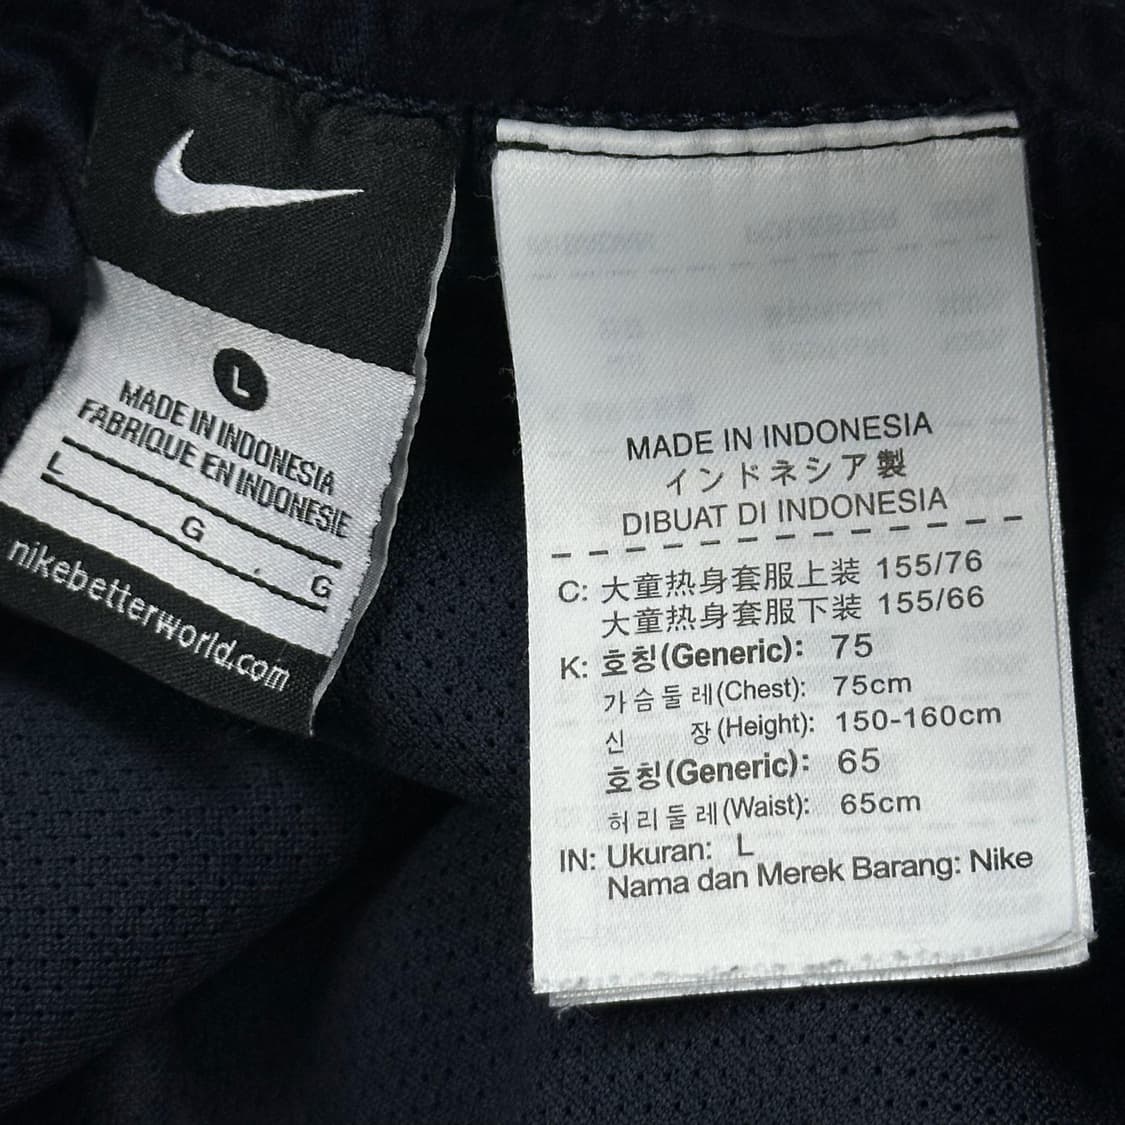 L
MADE IN INDONESIA
FABRIQUE EN INDONESIE
L
G
G
nikebetterworld.com
MADE IN INDONESIA
インドネシア製
DIBUAT DI INDONESIA
C: 大童热身套服上装 155/76
大童热身套服下装 155/66
K: 호칭(Generic): 75
가슴둘레(Chest): 75cm
신 장(Height): 150-160cm
호칭(Generic): 65
허리둘레(Waist): 65cm
IN: Ukuran: L
Nama dan Merek Barang: Nike